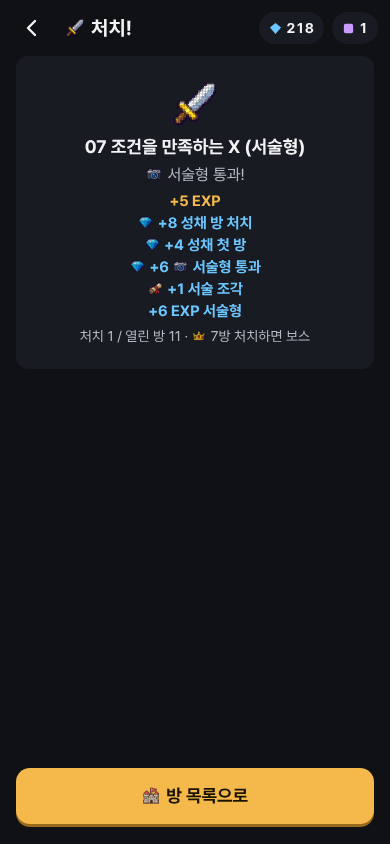 처치!
218
1
07 조건을 만족하는 X (서술형)
서술형 통과!
+5 EXP
+8 성채 방 처치
+4 성채 첫 방
+6 서술형 통과
+1 서술 조각
+6 EXP 서술형
처치 1 / 열린 방 11 · 7방 처치하면 보스
방 목록으로